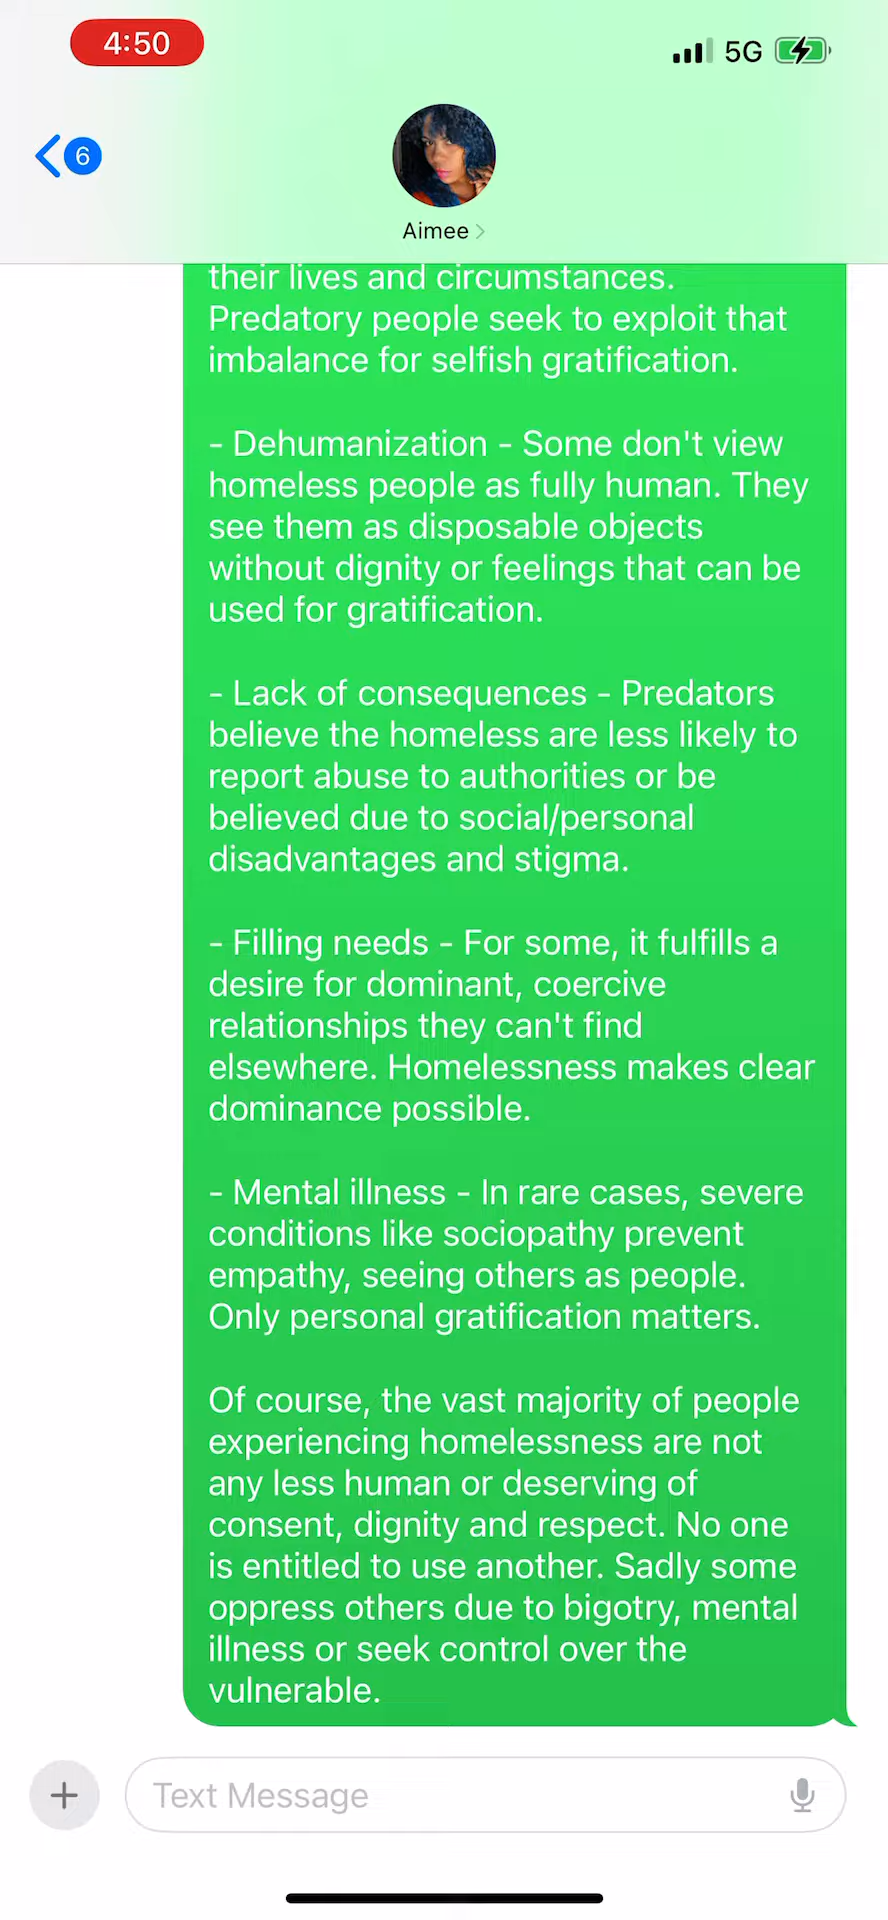 4:50
5G
6
Aimee
their lives and circumstances.
Predatory people seek to exploit that
imbalance for selfish gratification.
- Dehumanization - Some don't view
homeless people as fully human. They
see them as disposable objects
without dignity or feelings that can be
used for gratification.
- Lack of consequences - Predators
believe the homeless are less likely to
report abuse to authorities or be
believed due to social/personal
disadvantages and stigma.
- Filling needs - For some, it fulfills a
desire for dominant, coercive
relationships they can't find
elsewhere. Homelessness makes clear
dominance possible.
- Mental illness - In rare cases, severe
conditions like sociopathy prevent
empathy, seeing others as people.
Only personal gratification matters.
Of course, the vast majority of people
experiencing homelessness are not
any less human or deserving of
consent, dignity and respect. No one
is entitled to use another. Sadly some
oppress others due to bigotry, mental
illness or seek control over the
vulnerable.
Text Message